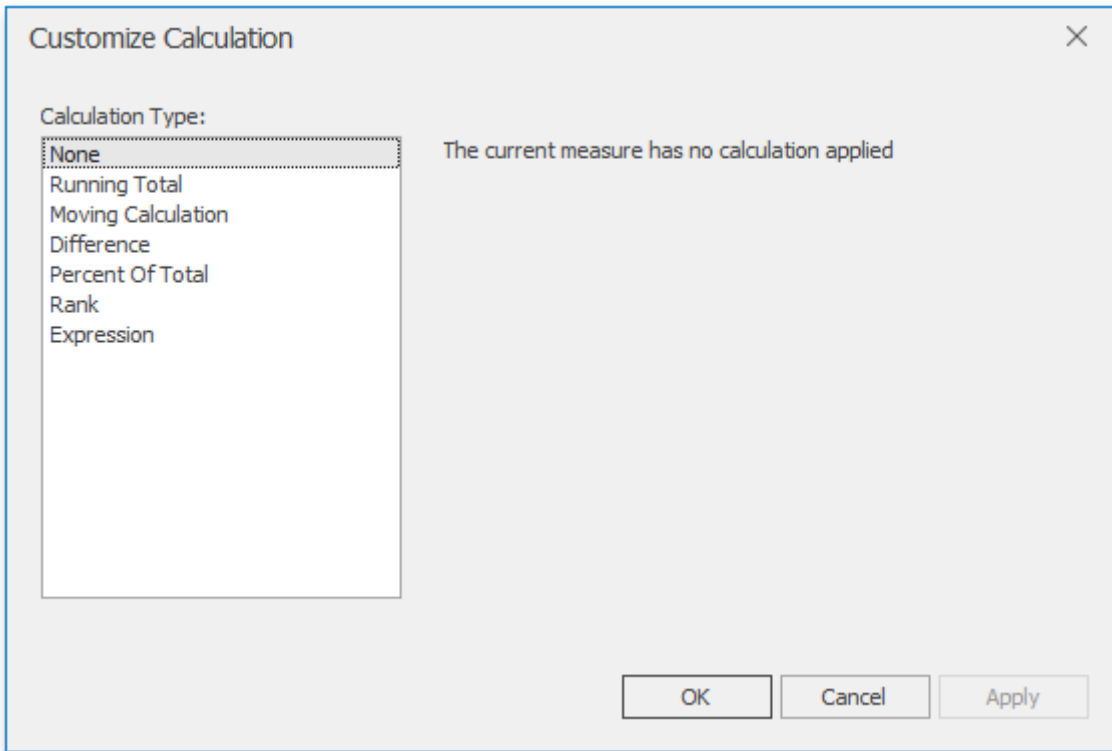 Customize Calculation
Calculation Type:
None
Running Total
Moving Calculation
Difference
Percent Of Total
Rank
Expression
The current measure has no calculation applied
OK
Cancel
Apply